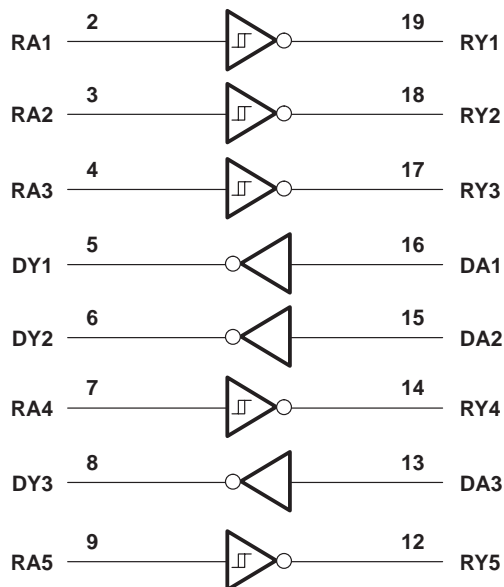 RA1 2 19 RY1
RA2 3 18 RY2
RA3 4 17 RY3
DY1 5 16 DA1
DY2 6 15 DA2
RA4 7 14 RY4
DY3 8 13 DA3
RA5 9 12 RY5